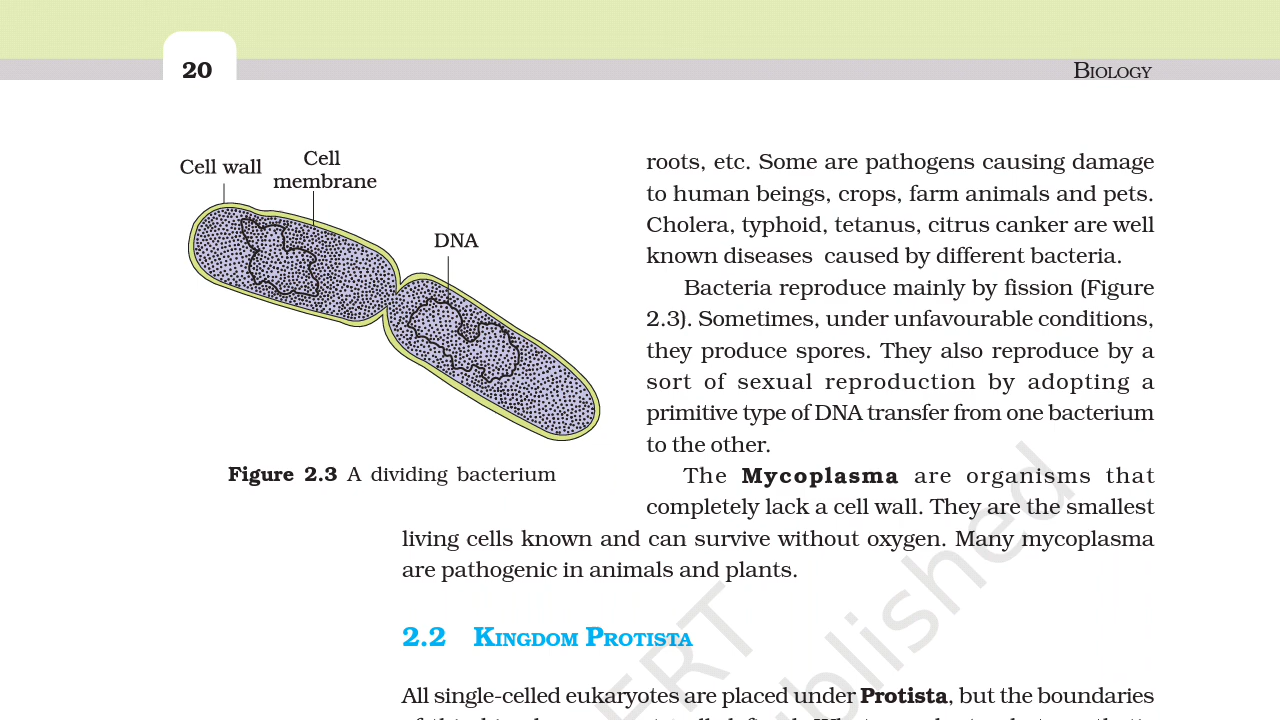 20
BIOLOGY
Cell wall
Cell
membrane
DNA
Figure 2.3 A dividing bacterium
roots, etc. Some are pathogens causing damage
to human beings, crops, farm animals and pets.
Cholera, typhoid, tetanus, citrus canker are well
known diseases caused by different bacteria.
Bacteria reproduce mainly by fission (Figure
2.3). Sometimes, under unfavourable conditions,
they produce spores. They also reproduce by a
sort of sexual reproduction by adopting a
primitive type of DNA transfer from one bacterium
to the other.
The Mycoplasma are organisms that
completely lack a cell wall. They are the smallest
living cells known and can survive without oxygen. Many mycoplasma
are pathogenic in animals and plants.
2.2 KINGDOM PROTISTA
All single-celled eukaryotes are placed under Protista, but the boundaries